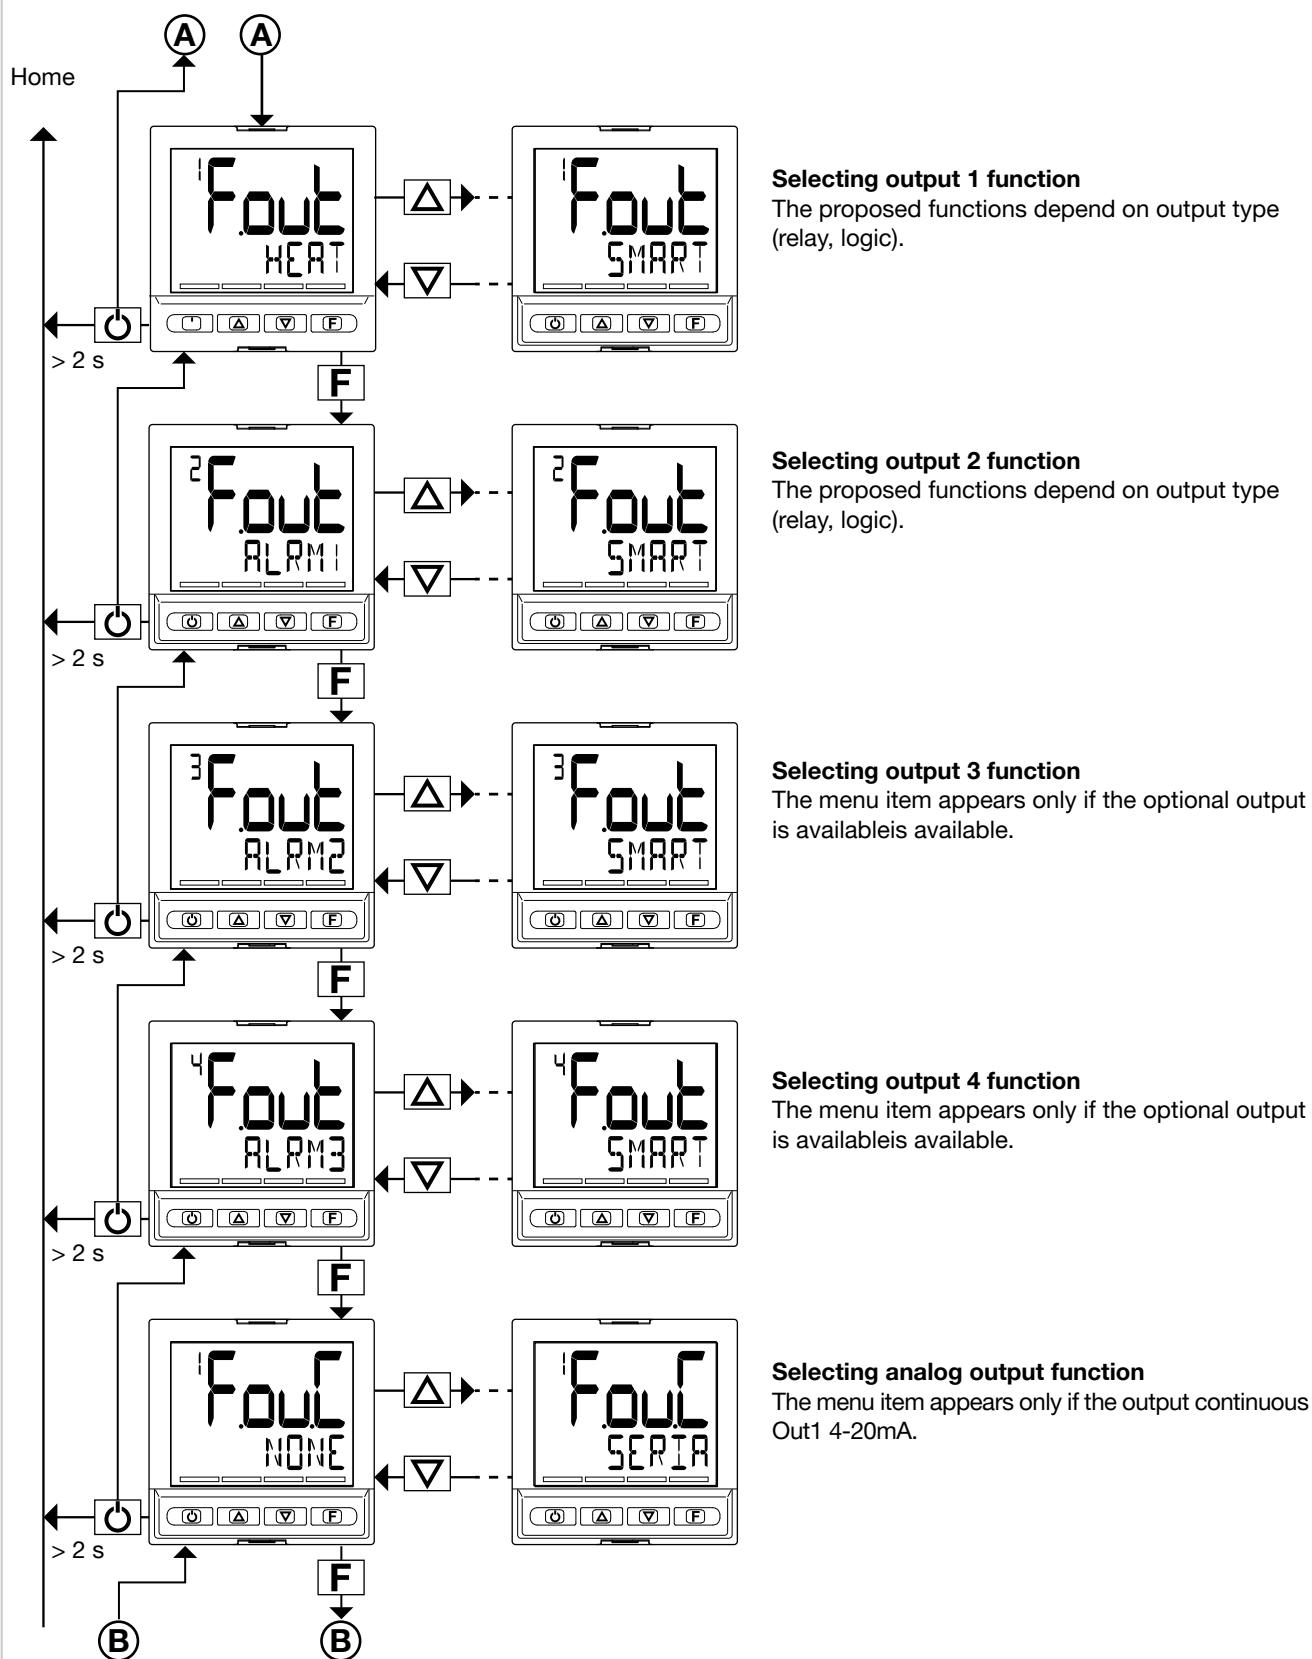 A A
Home
1 F.out
HEAT
1 F.out
SMART
Selecting output 1 function
The proposed functions depend on output type
(relay, logic).
F
> 2 s
F
2 F.out
ALRM1
2 F.out
SMART
Selecting output 2 function
The proposed functions depend on output type
(relay, logic).
F F
> 2 s
F
3 F.out
ALRM2
3 F.out
SMART
Selecting output 3 function
The menu item appears only if the optional output
is availableis available.
F F
> 2 s
F
4 F.out
ALRM3
4 F.out
SMART
Selecting output 4 function
The menu item appears only if the optional output
is availableis available.
F F
> 2 s
F
1 F.ou.C
NONE
1 F.ou.C
SERIA
Selecting analog output function
The menu item appears only if the output continuous
Out1 4-20mA.
F F
> 2 s
F
B B